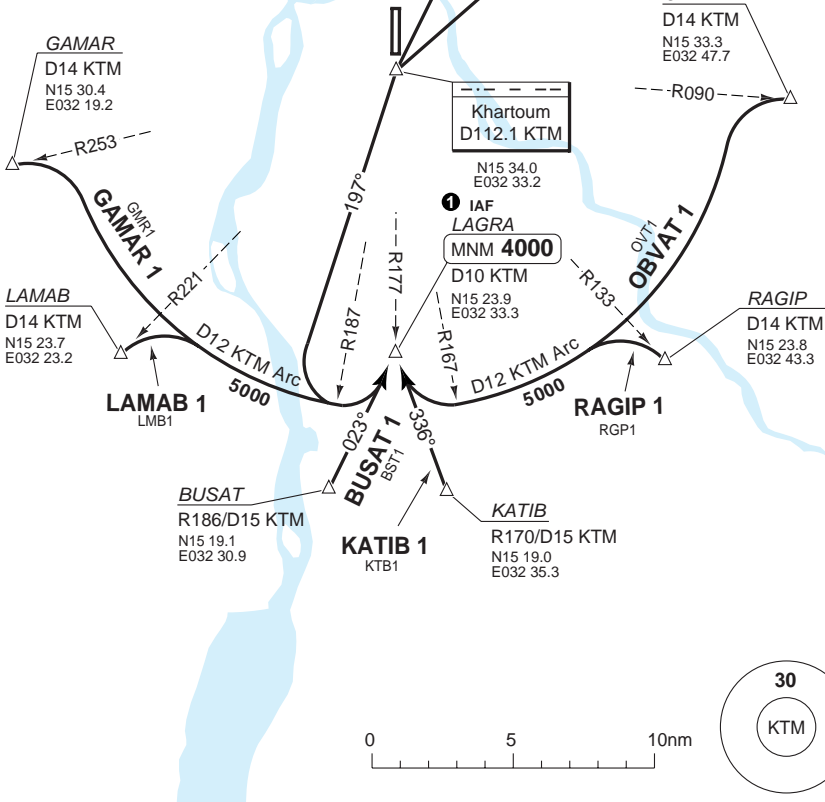 GAMAR
D14 KTM
N15 30.4
E032 19.2
R253
GMR1
GAMAR 1
D14 KTM
N15 33.3
E032 47.7
R090
Khartoum
D112.1 KTM
N15 34.0
E032 33.2
197°
1 IAF
LAGRA
MNM 4000
D10 KTM
N15 23.9
E032 33.3
OVT1
OBVAT 1
R221
R187
R177
R167
R133
LAMAB
D14 KTM
N15 23.7
E032 23.2
RAGIP
D14 KTM
N15 23.8
E032 43.3
D12 KTM Arc
5000
D12 KTM Arc
5000
LAMAB 1
LMB1
RAGIP 1
RGP1
023°
BUSAT 1
BST1
336°
BUSAT
R186/D15 KTM
N15 19.1
E032 30.9
KATIB 1
KTB1
KATIB
R170/D15 KTM
N15 19.0
E032 35.3
0 5 10nm
30
KTM